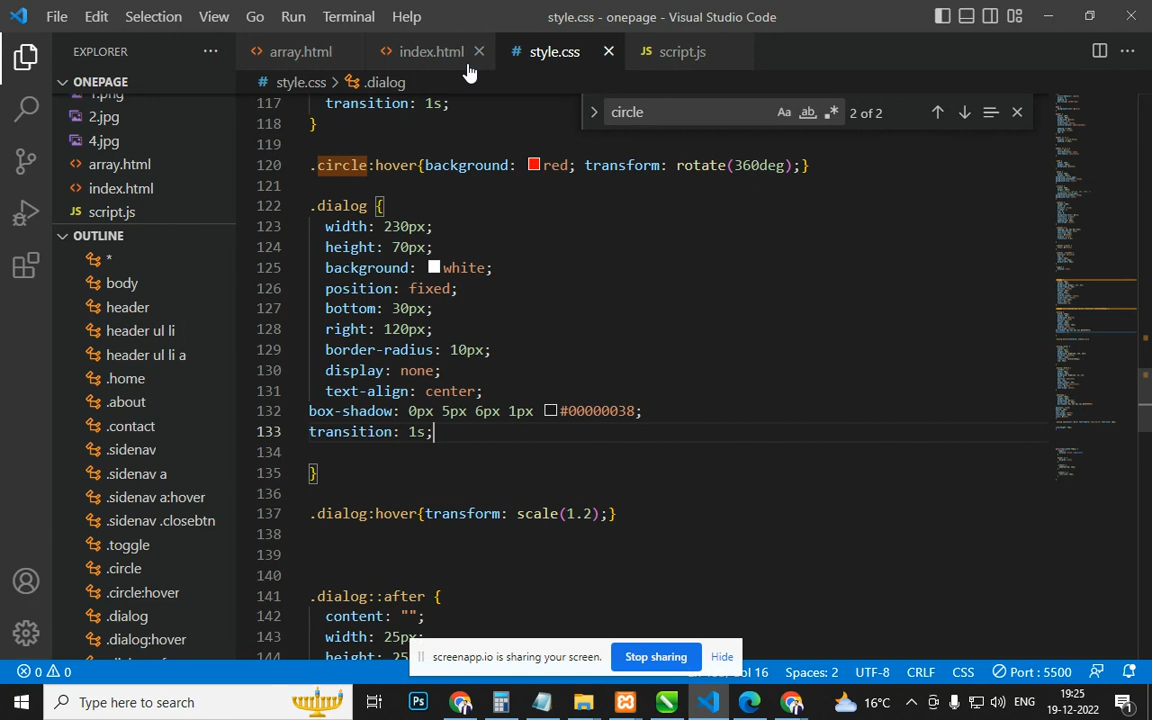 File Edit Selection View Go Run Terminal Help style.css - onepage - Visual Studio Code
EXPLORER
array.html index.html style.css script.js
ONEPAGE
style.css > .dialog
2.jpg
4.jpg
array.html
index.html
script.js
OUTLINE
*
body
header
header ul li
header ul li a
.home
.about
.contact
.sidenav
.sidenav a
.sidenav a:hover
.sidenav .closebtn
.toggle
.circle
.circle:hover
.dialog
.dialog:hover
circle Aa ab 2 of 2
117 transition: 1s;
118 }
119
120 .circle:hover{background: red; transform: rotate(360deg);}
121
122 .dialog {
123 width: 230px;
124 height: 70px;
125 background: white;
126 position: fixed;
127 bottom: 30px;
128 right: 120px;
129 border-radius: 10px;
130 display: none;
131 text-align: center;
132 box-shadow: 0px 5px 6px 1px #00000038;
133 transition: 1s;
134
135 }
136
137 .dialog:hover{transform: scale(1.2);}
138
139
140
141 .dialog::after {
142 content: "";
143 width: 25px;
144 height: 25
screenapp.io is sharing your screen. Stop sharing Hide
0 0 Col 16 Spaces: 2 UTF-8 CRLF CSS Port : 5500
Type here to search 16°C ENG 19:25
19-12-2022 1